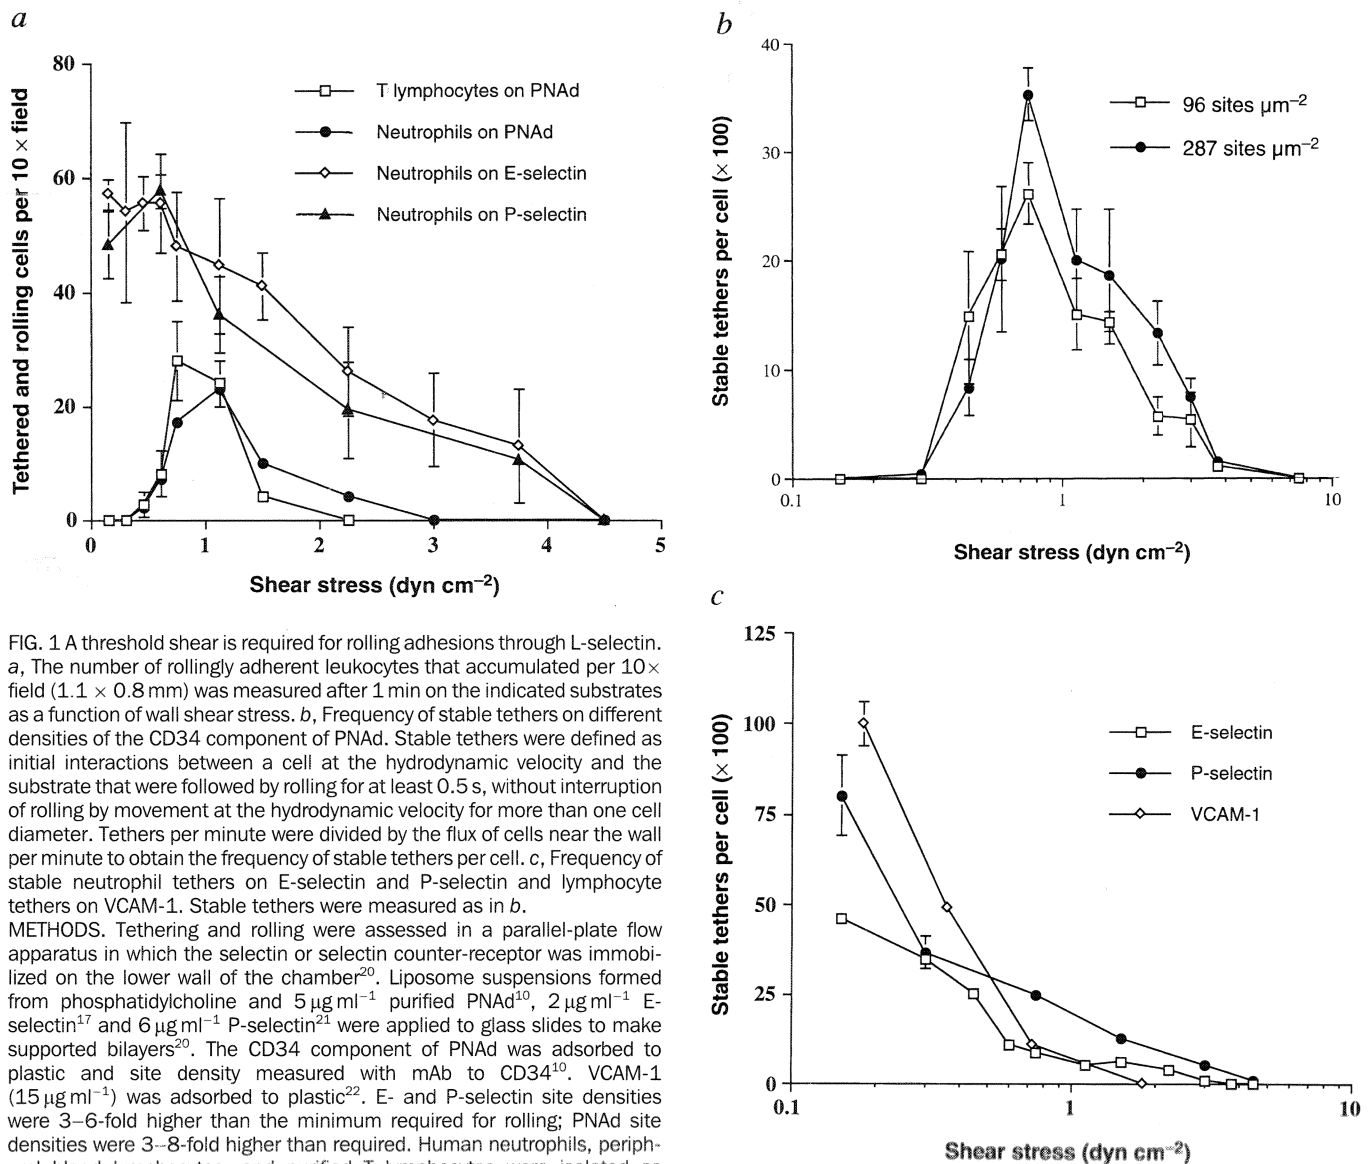 a
80
60
40
20
0
0 1 2 3 4 5
Tethered and rolling cells per 10 × field
Shear stress (dyn cm⁻²)
T lymphocytes on PNAd
Neutrophils on PNAd
Neutrophils on E-selectin
Neutrophils on P-selectin
b
40
30
20
10
0
0.1 1 10
Stable tethers per cell (× 100)
Shear stress (dyn cm⁻²)
96 sites μm⁻²
287 sites μm⁻²
FIG. 1 A threshold shear is required for rolling adhesions through L-selectin.
a, The number of rollingly adherent leukocytes that accumulated per 10×
field (1.1 × 0.8 mm) was measured after 1 min on the indicated substrates
as a function of wall shear stress. b, Frequency of stable tethers on different
densities of the CD34 component of PNAd. Stable tethers were defined as
initial interactions between a cell at the hydrodynamic velocity and the
substrate that were followed by rolling for at least 0.5 s, without interruption
of rolling by movement at the hydrodynamic velocity for more than one cell
diameter. Tethers per minute were divided by the flux of cells near the wall
per minute to obtain the frequency of stable tethers per cell. c, Frequency of
stable neutrophil tethers on E-selectin and P-selectin and lymphocyte
tethers on VCAM-1. Stable tethers were measured as in b.
METHODS. Tethering and rolling were assessed in a parallel-plate flow
apparatus in which the selectin or selectin counter-receptor was immobi-
lized on the lower wall of the chamber²⁰. Liposome suspensions formed
from phosphatidylcholine and 5 μg ml⁻¹ purified PNAd¹⁰, 2 μg ml⁻¹ E-
selectin¹⁷ and 6 μg ml⁻¹ P-selectin²¹ were applied to glass slides to make
supported bilayers²⁰. The CD34 component of PNAd was adsorbed to
plastic and site density measured with mAb to CD34¹⁰. VCAM-1
(15 μg ml⁻¹) was adsorbed to plastic²². E- and P-selectin site densities
were 3–6-fold higher than the minimum required for rolling; PNAd site
densities were 3–8-fold higher than required. Human neutrophils, periph-
c
125
100
75
50
25
0
0.1 1 10
Stable tethers per cell (× 100)
Shear stress (dyn cm⁻²)
E-selectin
P-selectin
VCAM-1